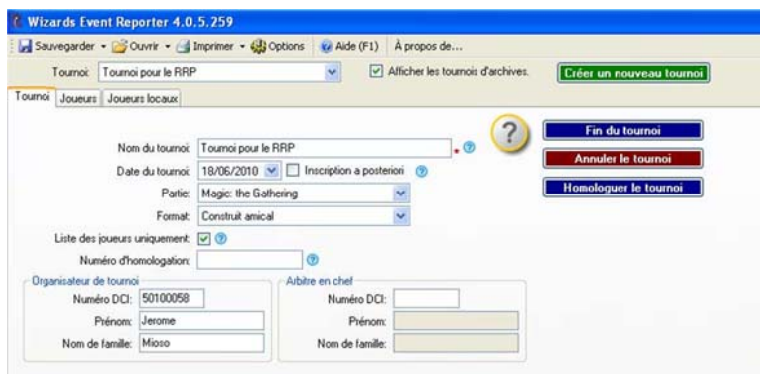 Wizards Event Reporter 4.0.5.259
Sauvegarder Ouvrir Imprimer Options Aide (F1) À propos de...
Tournoi: Tournoi pour le RRP Afficher les tournois d'archives. Créer un nouveau tournoi
Tournoi Joueurs Joueurs locaux
Nom du tournoi: Tournoi pour le RRP * ? ? Fin du tournoi
Annuler le tournoi
Date du tournoi: 18/06/2010 Inscription a posteriori ?
Partie: Magic: the Gathering Homologuer le tournoi
Format: Construit amical
Liste des joueurs uniquement: ?
Numéro d'homologation: ?
Organisateur de tournoi Arbitre en chef
Numéro DCI: 50100058 Numéro DCI:
Prénom: Jerome Prénom:
Nom de famille: Mioso Nom de famille: